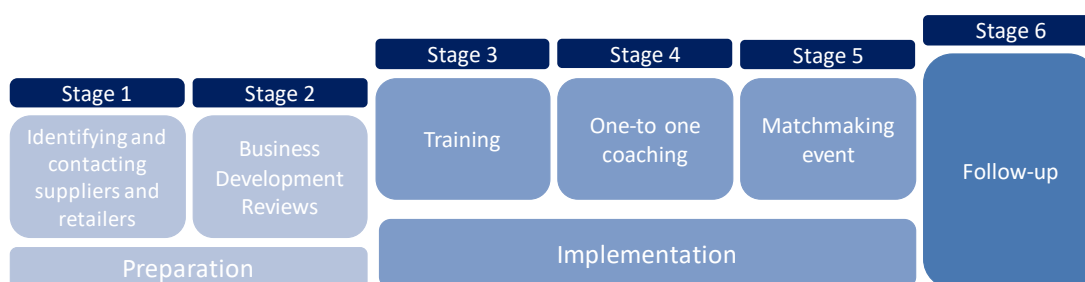 Stage 1
Identifying and
contacting
suppliers and
retailers
Stage 2
Business
Development
Reviews
Preparation
Stage 3
Training
Stage 4
One-to one
coaching
Stage 5
Matchmaking
event
Implementation
Stage 6
Follow-up